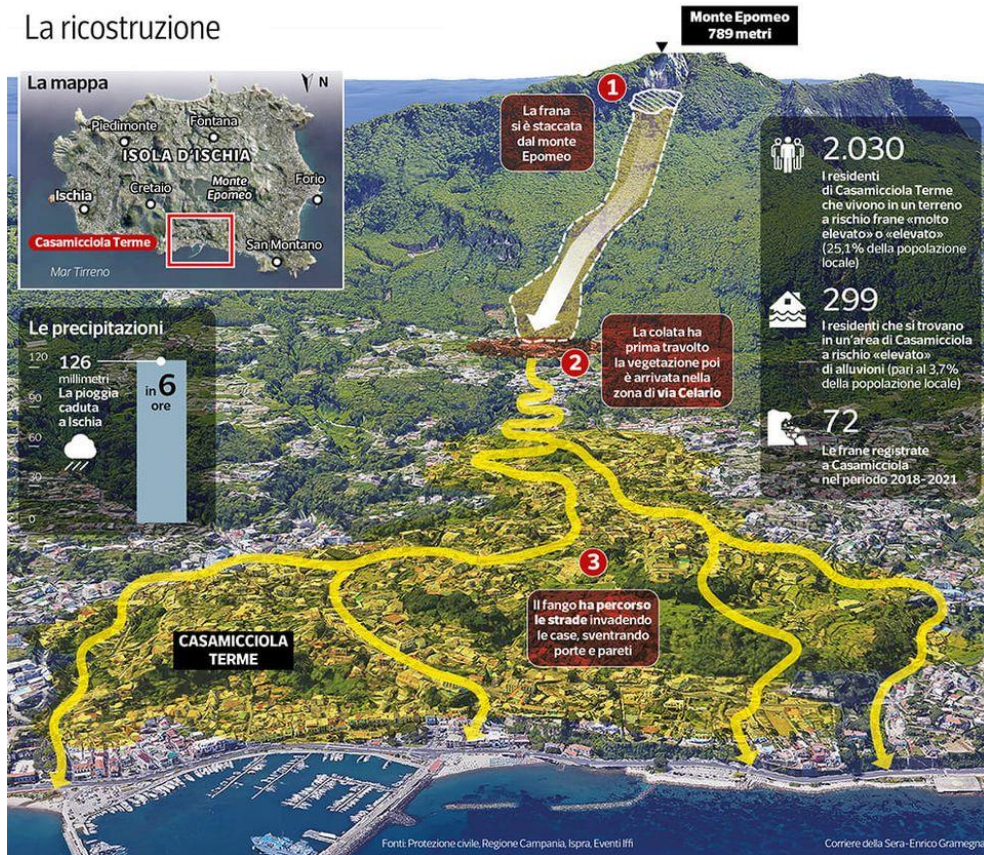 La ricostruzione
Monte Epomeo
789 metri
La mappa
N
Piedimonte
Fontana
ISOLA D'ISCHIA
Ischia
Cretaio
Monte
Epomeo
Forio
Casamicciola Terme
San Montano
Mar Tirreno
1
La frana
si è staccata
dal monte
Epomeo
2.030
I residenti
di Casamicciola Terme
che vivono in un terreno
a rischio frane «molto
elevato» o «elevato»
(25,1% della popolazione
locale)
299
I residenti che si trovano
in un'area di Casamicciola
a rischio «elevato»
di alluvioni (pari al 3,7%
della popolazione locale)
72
Le frane registrate
a Casamicciola
nel periodo 2018-2021
Le precipitazioni
120
90
60
30
0
126
millimetri
La pioggia
caduta
a Ischia
in 6
ore
2
La colata ha
prima travolto
la vegetazione poi
è arrivata nella
zona di via Celario
3
Il fango ha percorso
le strade invadendo
le case, sventrando
porte e pareti
CASAMICCIOLA
TERME
Fonti: Protezione civile, Regione Campania, Ispra, Eventi Iffi
Corriere della Sera-Enrico Gramegna